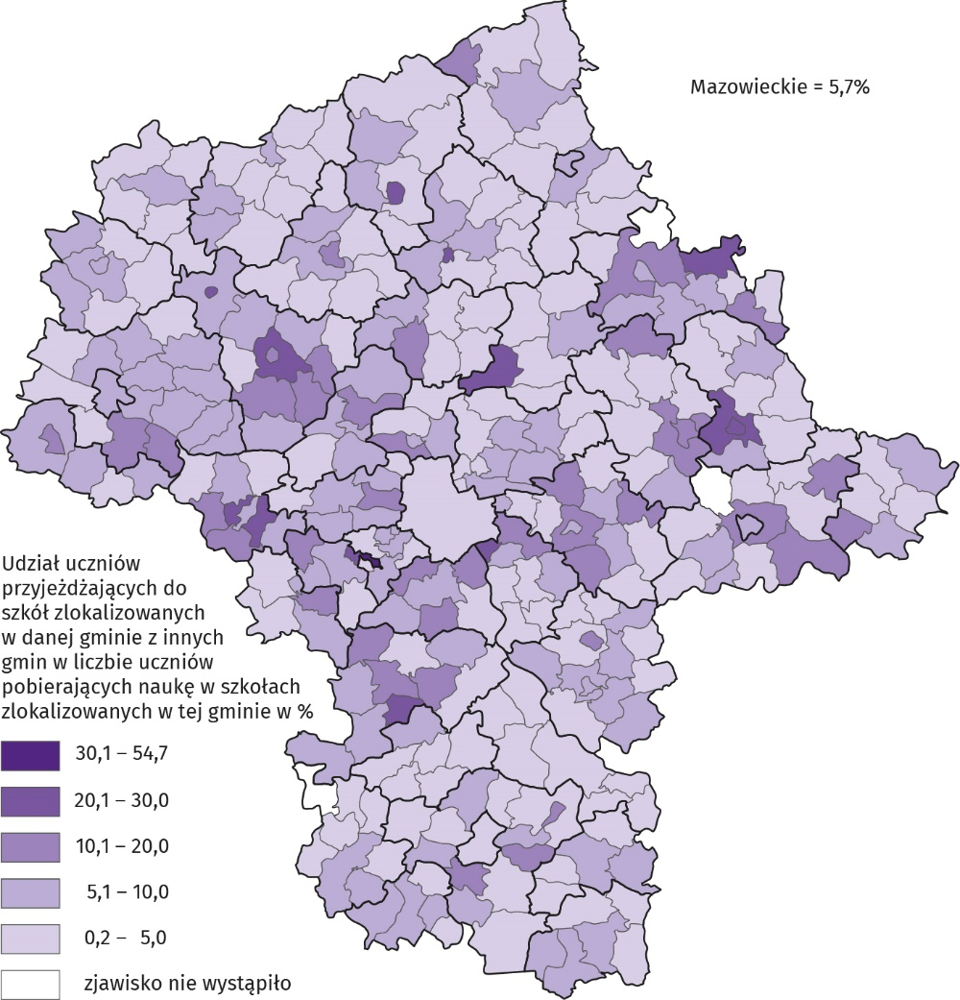 Mazowieckie = 5,7%
Udział uczniów
przyjeżdżających do
szkół zlokalizowanych
w danej gminie z innych
gmin w liczbie uczniów
pobierających naukę w szkołach
zlokalizowanych w tej gminie w %
30,1 – 54,7
20,1 – 30,0
10,1 – 20,0
5,1 – 10,0
0,2 – 5,0
zjawisko nie wystąpiło